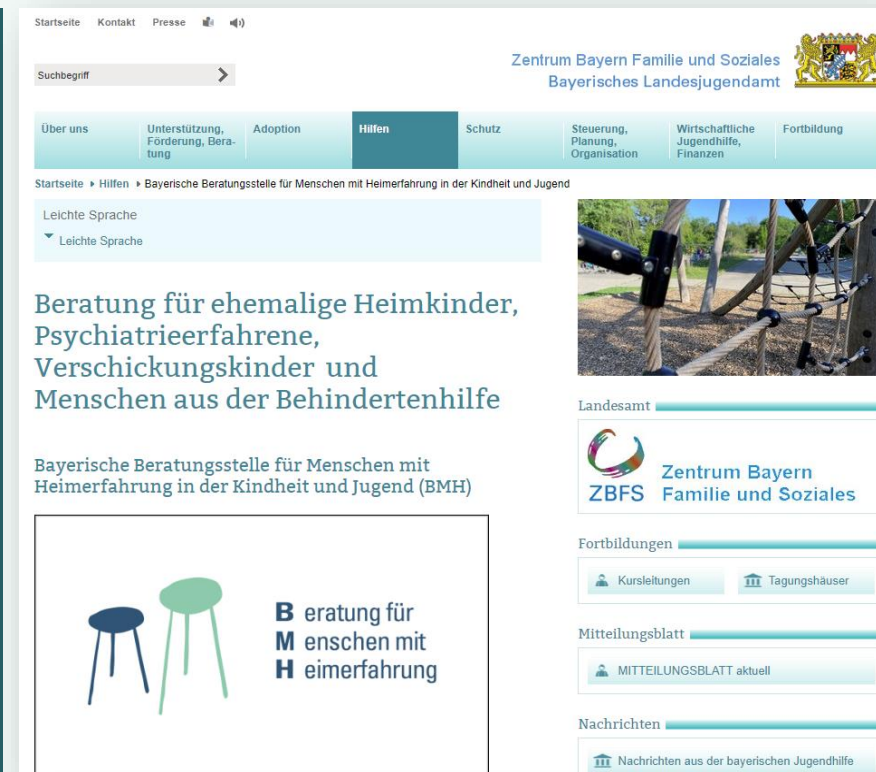 Startseite Kontakt Presse
Suchbegriff
Zentrum Bayern Familie und Soziales
Bayerisches Landesjugendamt
Über uns
Unterstützung,
Förderung, Bera-
tung
Adoption
Hilfen
Schutz
Steuerung,
Planung,
Organisation
Wirtschaftliche
Jugendhilfe,
Finanzen
Fortbildung
Startseite Hilfen Bayerische Beratungsstelle für Menschen mit Heimerfahrung in der Kindheit und Jugend
Leichte Sprache
Leichte Sprache
Beratung für ehemalige Heimkinder,
Psychiatrieerfahrene,
Verschickungskinder und
Menschen aus der Behindertenhilfe
Bayerische Beratungsstelle für Menschen mit
Heimerfahrung in der Kindheit und Jugend (BMH)
B eratung für
M enschen mit
H eimerfahrung
Landesamt
ZBFS
Zentrum Bayern
Familie und Soziales
Fortbildungen
Kursleitungen
Tagungshäuser
Mitteilungsblatt
MITTEILUNGSBLATT aktuell
Nachrichten
Nachrichten aus der bayerischen Jugendhilfe